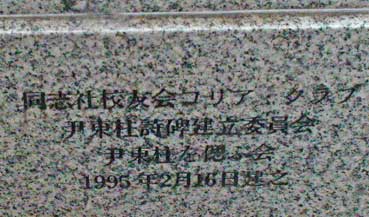 同志社校友会コリア クラブ
尹東柱詩碑建立委員会
尹東柱を偲ぶ会
1995年2月16日建之